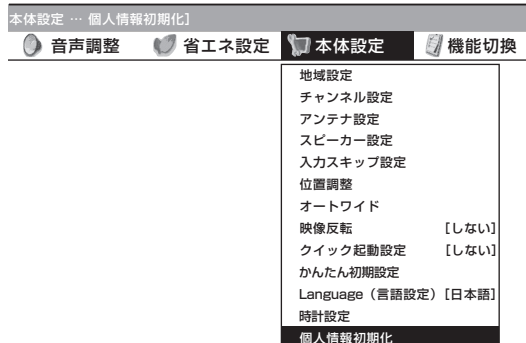 本体設定 … 個人情報初期化]
音声調整 省エネ設定 本体設定 機能切換
地域設定
チャンネル設定
アンテナ設定
スピーカー設定
入力スキップ設定
位置調整
オートワイド
映像反転 [しない]
クイック起動設定 [しない]
かんたん初期設定
Language（言語設定） [日本語]
時計設定
個人情報初期化